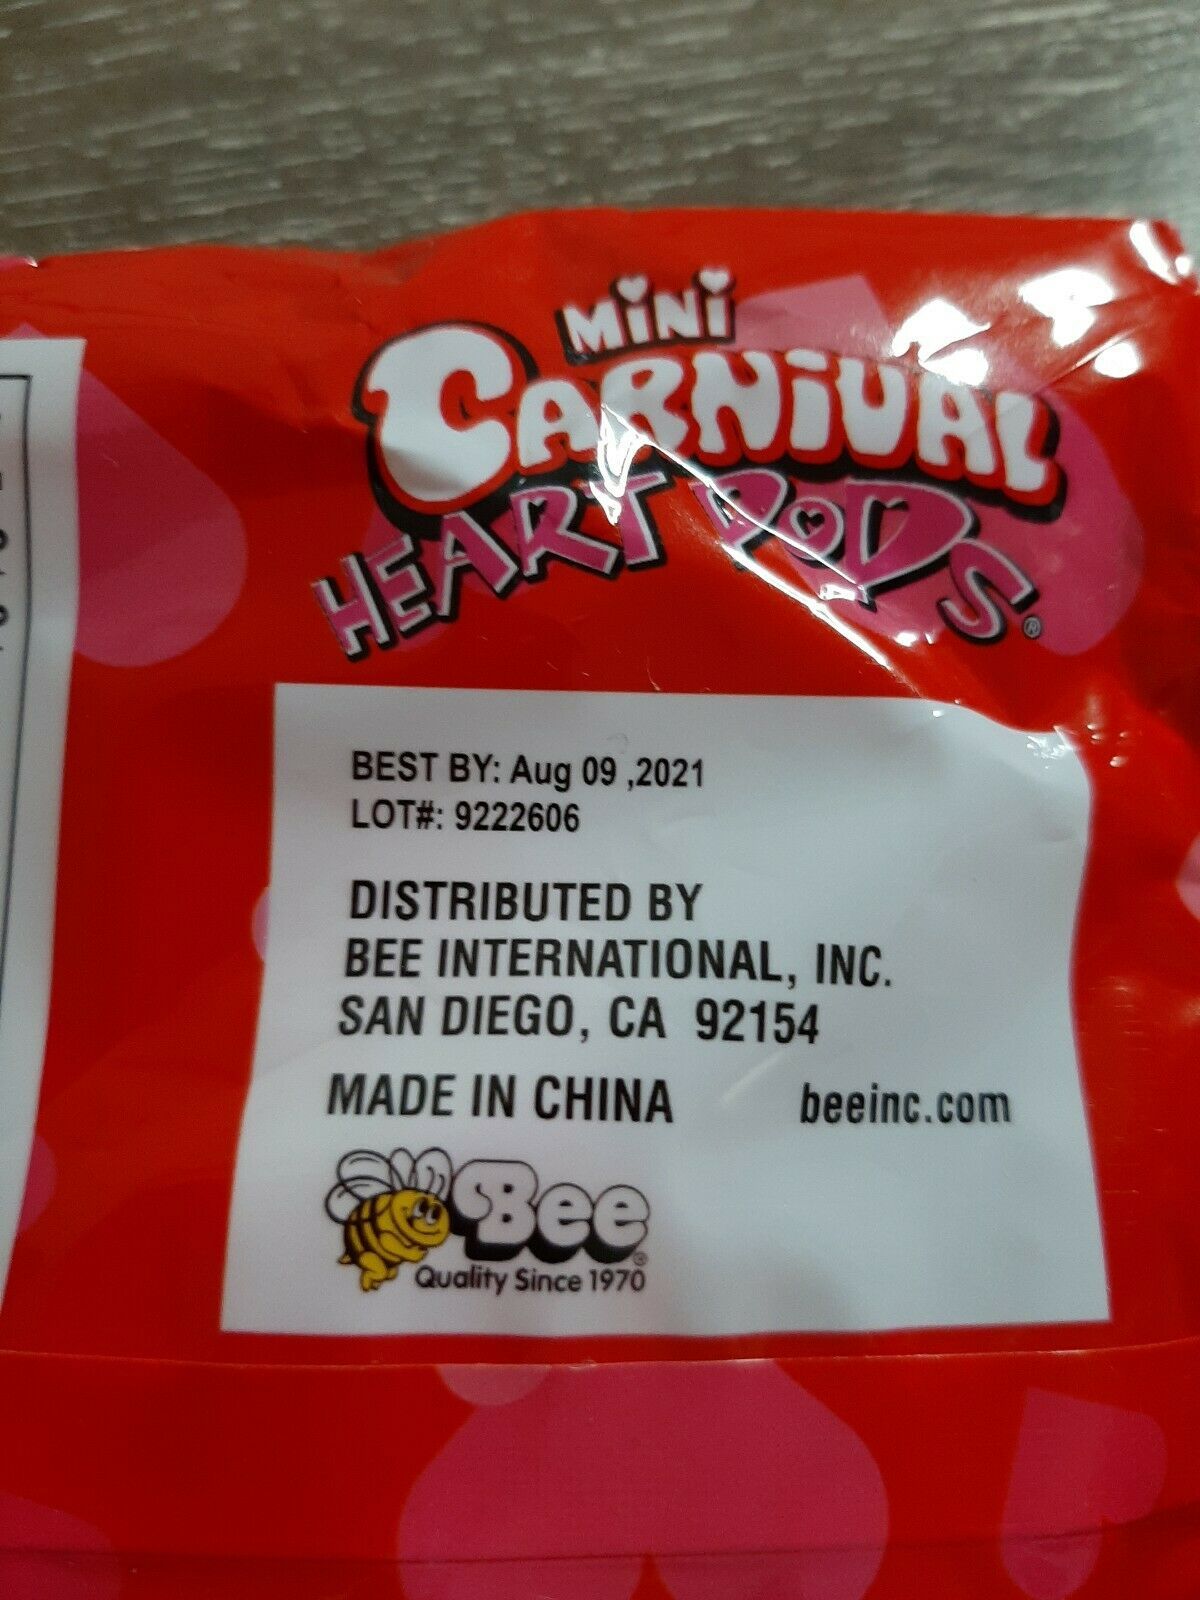 MiNi
CARNiVAL
HEART PODS®
BEST BY: Aug 09 ,2021
LOT#: 9222606
DISTRIBUTED BY
BEE INTERNATIONAL, INC.
SAN DIEGO, CA 92154
MADE IN CHINA
beeinc.com
Bee®
Quality Since 1970